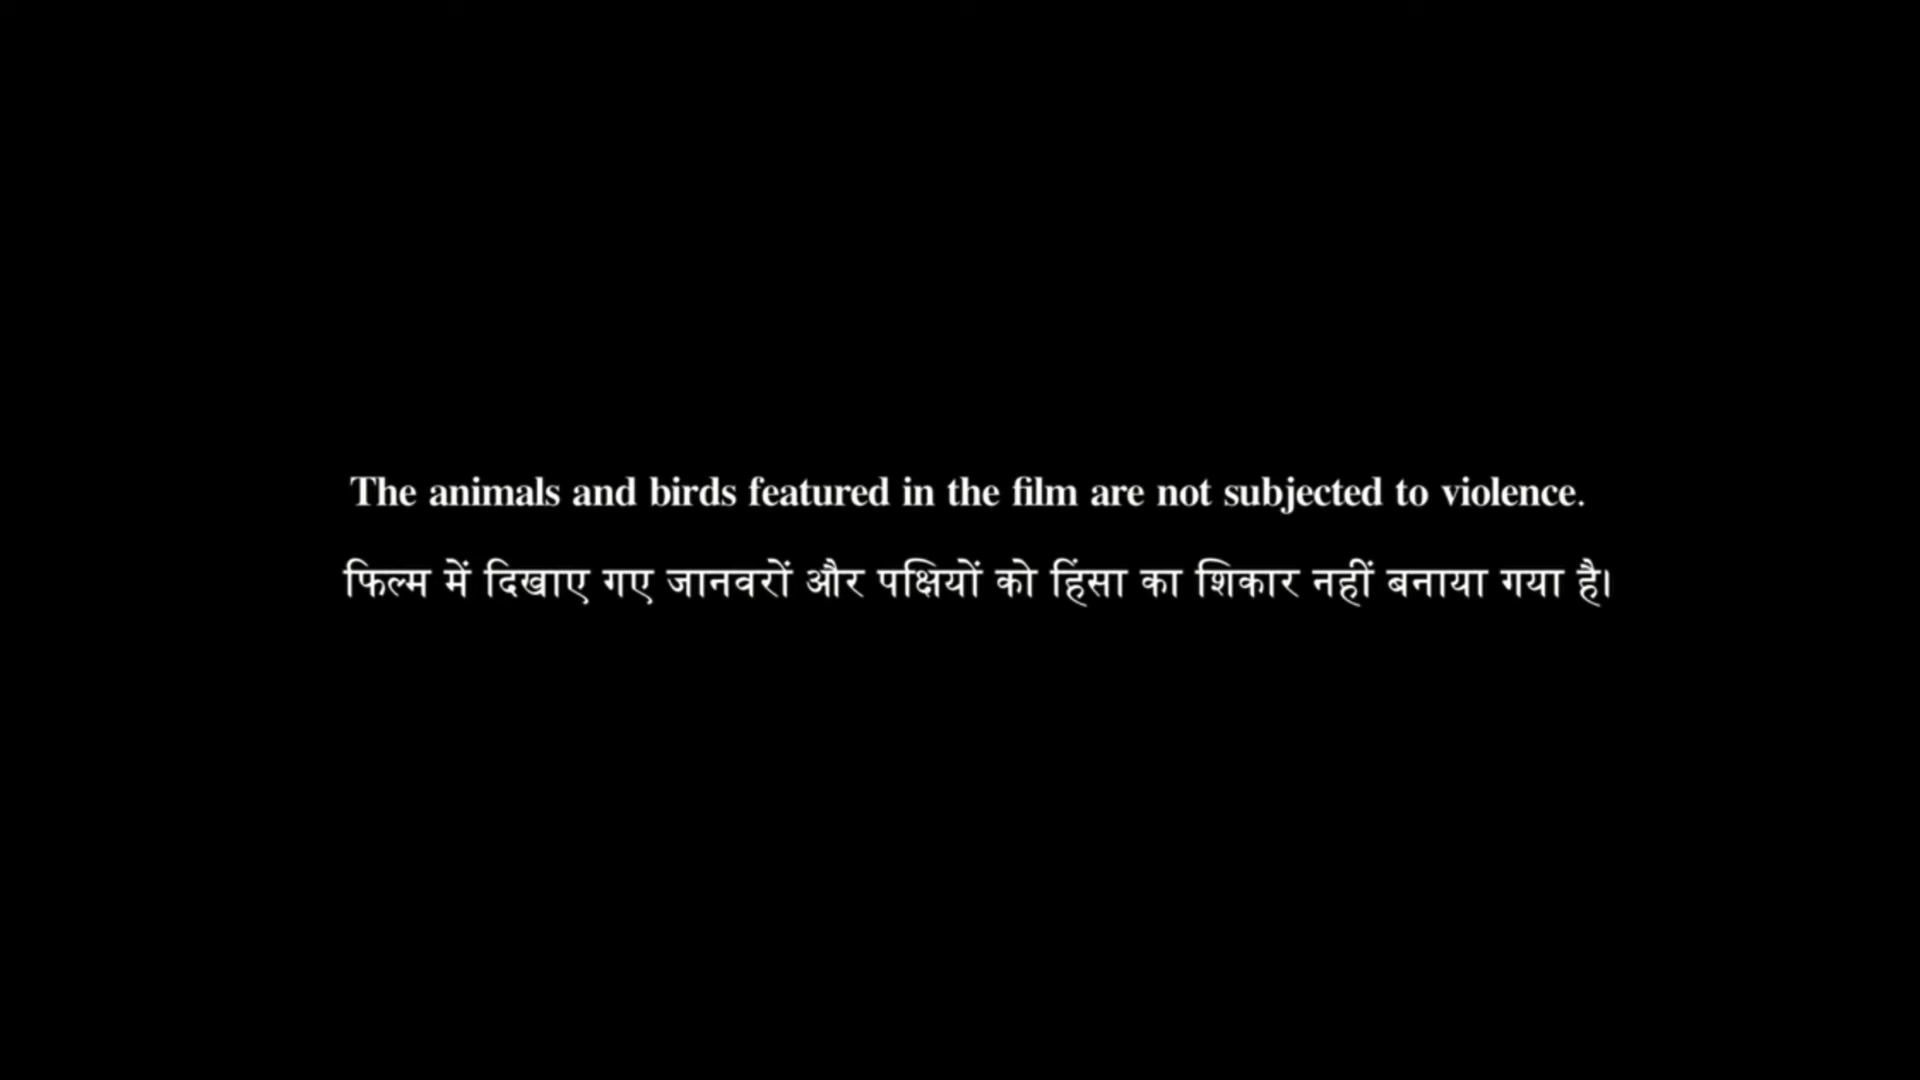 The animals and birds featured in the film are not subjected to violence.
फिल्म में दिखाए गए जानवरों और पक्षियों को हिंसा का शिकार नहीं बनाया गया है।